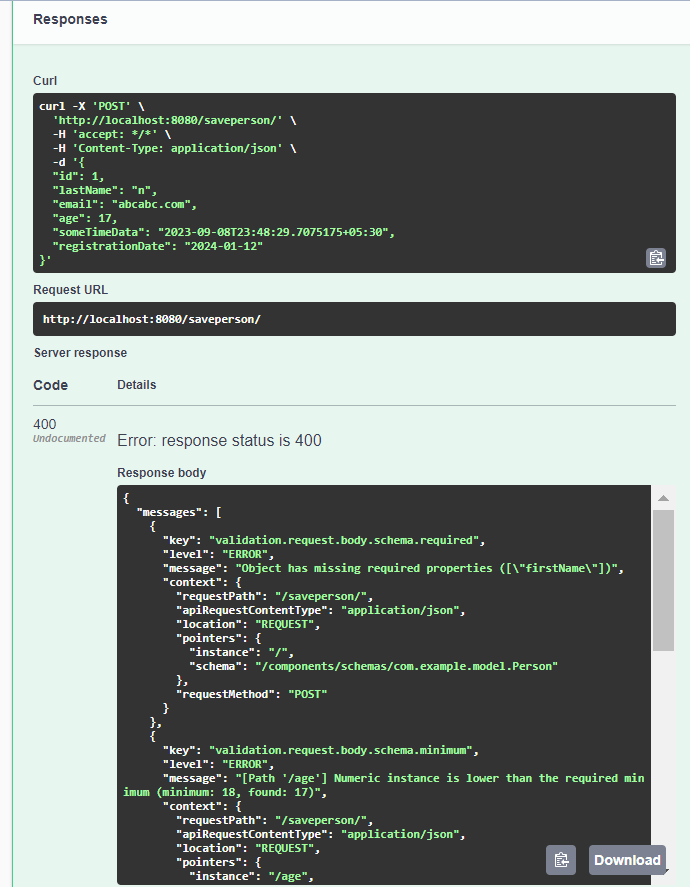 Responses
Curl
curl -X 'POST' \
  'http://localhost:8080/saveperson/' \
  -H 'accept: */*' \
  -H 'Content-Type: application/json' \
  -d '{
  "id": 1,
  "lastName": "n",
  "email": "abcabc.com",
  "age": 17,
  "someTimeData": "2023-09-08T23:48:29.7075175+05:30",
  "registrationDate": "2024-01-12"
}'
Request URL
http://localhost:8080/saveperson/
Server response
Code Details
400
Undocumented
Error: response status is 400
Response body
{
  "messages": [
    {
      "key": "validation.request.body.schema.required",
      "level": "ERROR",
      "message": "Object has missing required properties ([\"firstName\"])",
      "context": {
        "requestPath": "/saveperson/",
        "apiRequestContentType": "application/json",
        "location": "REQUEST",
        "pointers": {
          "instance": "/",
          "schema": "/components/schemas/com.example.model.Person"
        },
        "requestMethod": "POST"
      }
    },
    {
      "key": "validation.request.body.schema.minimum",
      "level": "ERROR",
      "message": "[Path '/age'] Numeric instance is lower than the required min
imum (minimum: 18, found: 17)",
      "context": {
        "requestPath": "/saveperson/",
        "apiRequestContentType": "application/json",
        "location": "REQUEST",
        "pointers": {
          "instance": "/age",
Download